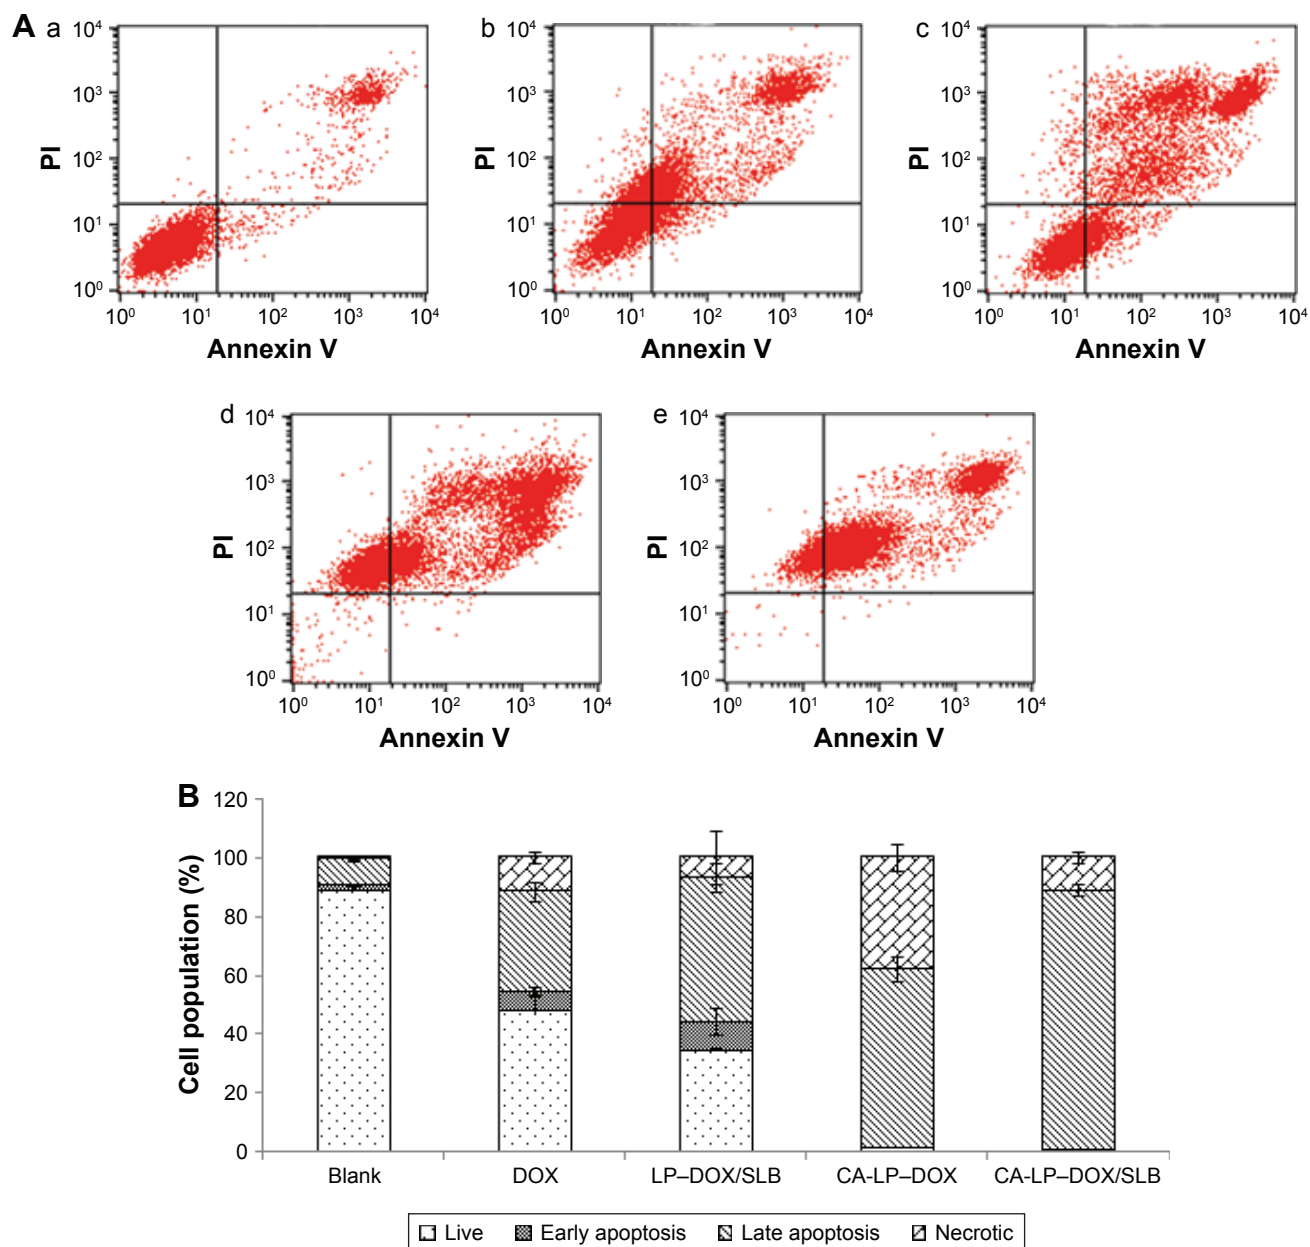 A a b c
10⁴ 10⁴ 10⁴
10³ 10³ 10³
PI PI PI
10² 10² 10²
10¹ 10¹ 10¹
10⁰ 10⁰ 10⁰
10⁰ 10¹ 10² 10³ 10⁴ 10⁰ 10¹ 10² 10³ 10⁴ 10⁰ 10¹ 10² 10³ 10⁴
Annexin V Annexin V Annexin V
d e
10⁴ 10⁴
10³ 10³
PI PI
10² 10²
10¹ 10¹
10⁰ 10⁰
10⁰ 10¹ 10² 10³ 10⁴ 10⁰ 10¹ 10² 10³ 10⁴
Annexin V Annexin V
B
Cell population (%)
120
100
80
60
40
20
0
Blank DOX LP–DOX/SLB CA-LP–DOX CA-LP–DOX/SLB
Live Early apoptosis Late apoptosis Necrotic